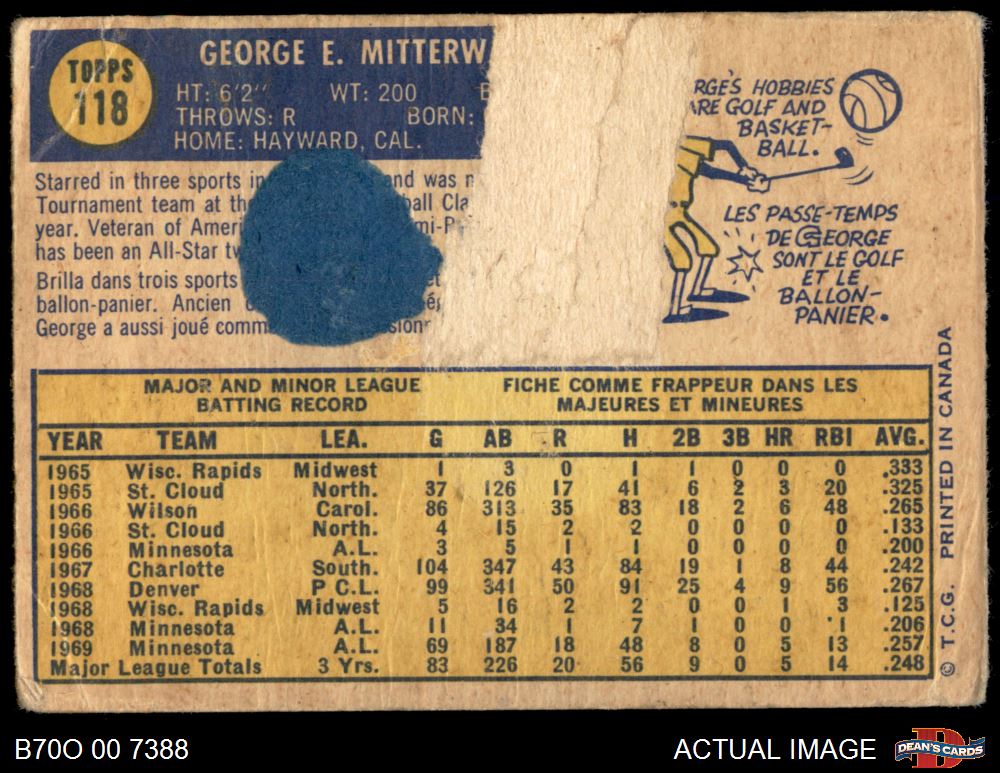 TOPPS
118
GEORGE E. MITTERW
HT: 6'2" WT: 200 B
THROWS: R BORN:
HOME: HAYWARD, CAL.
Starred in three sports in and was n
Tournament team at th ball Cla
year. Veteran of Ameri mi-P
has been an All-Star tw
Brilla dans trois sports et
ballon-panier. Ancien
George a aussi joué comm sion
RGE'S HOBBIES
ARE GOLF AND
BASKET-
BALL.
LES PASSE-TEMPS
DE GEORGE
SONT LE GOLF
ET LE
BALLON-
PANIER.
MAJOR AND MINOR LEAGUE FICHE COMME FRAPPEUR DANS LES
BATTING RECORD MAJEURES ET MINEURES
YEAR TEAM LEA. G AB R H 2B 3B HR RBI AVG.
1965 Wisc. Rapids Midwest 1 3 0 1 1 0 0 0 .333
1965 St. Cloud North. 37 126 17 41 6 2 3 20 .325
1966 Wilson Carol. 86 313 35 83 18 2 6 48 .265
1966 St. Cloud North. 4 15 2 2 0 0 0 0 .133
1966 Minnesota A.L. 3 5 1 1 0 0 0 0 .200
1967 Charlotte South. 104 347 43 84 19 1 8 44 .242
1968 Denver P.C.L. 99 341 50 91 25 4 9 56 .267
1968 Wisc. Rapids Midwest 5 16 2 2 0 0 1 3 .125
1968 Minnesota A.L. 11 34 1 7 1 0 0 1 .206
1969 Minnesota A.L. 69 187 18 48 8 0 5 13 .257
Major League Totals 3 Yrs. 83 226 20 56 9 0 5 14 .248
© T.C.G. PRINTED IN CANADA
B70O 00 7388
ACTUAL IMAGE
DEAN'S CARDS